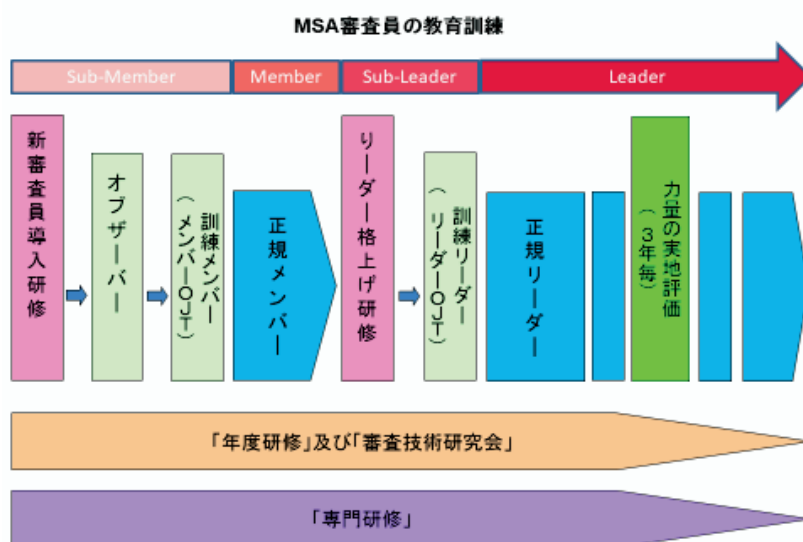 MSA審査員の教育訓練
Sub-Member
Member
Sub-Leader
Leader
新審査員導入研修
オブザーバー
訓練メンバー
（メンバーOJT）
正規メンバー
りーダー格上げ研修
訓練リーダー
（リーダーOJT）
正規リーダー
力量の実地評価
（３年毎）
「年度研修」及び「審査技術研究会」
「専門研修」